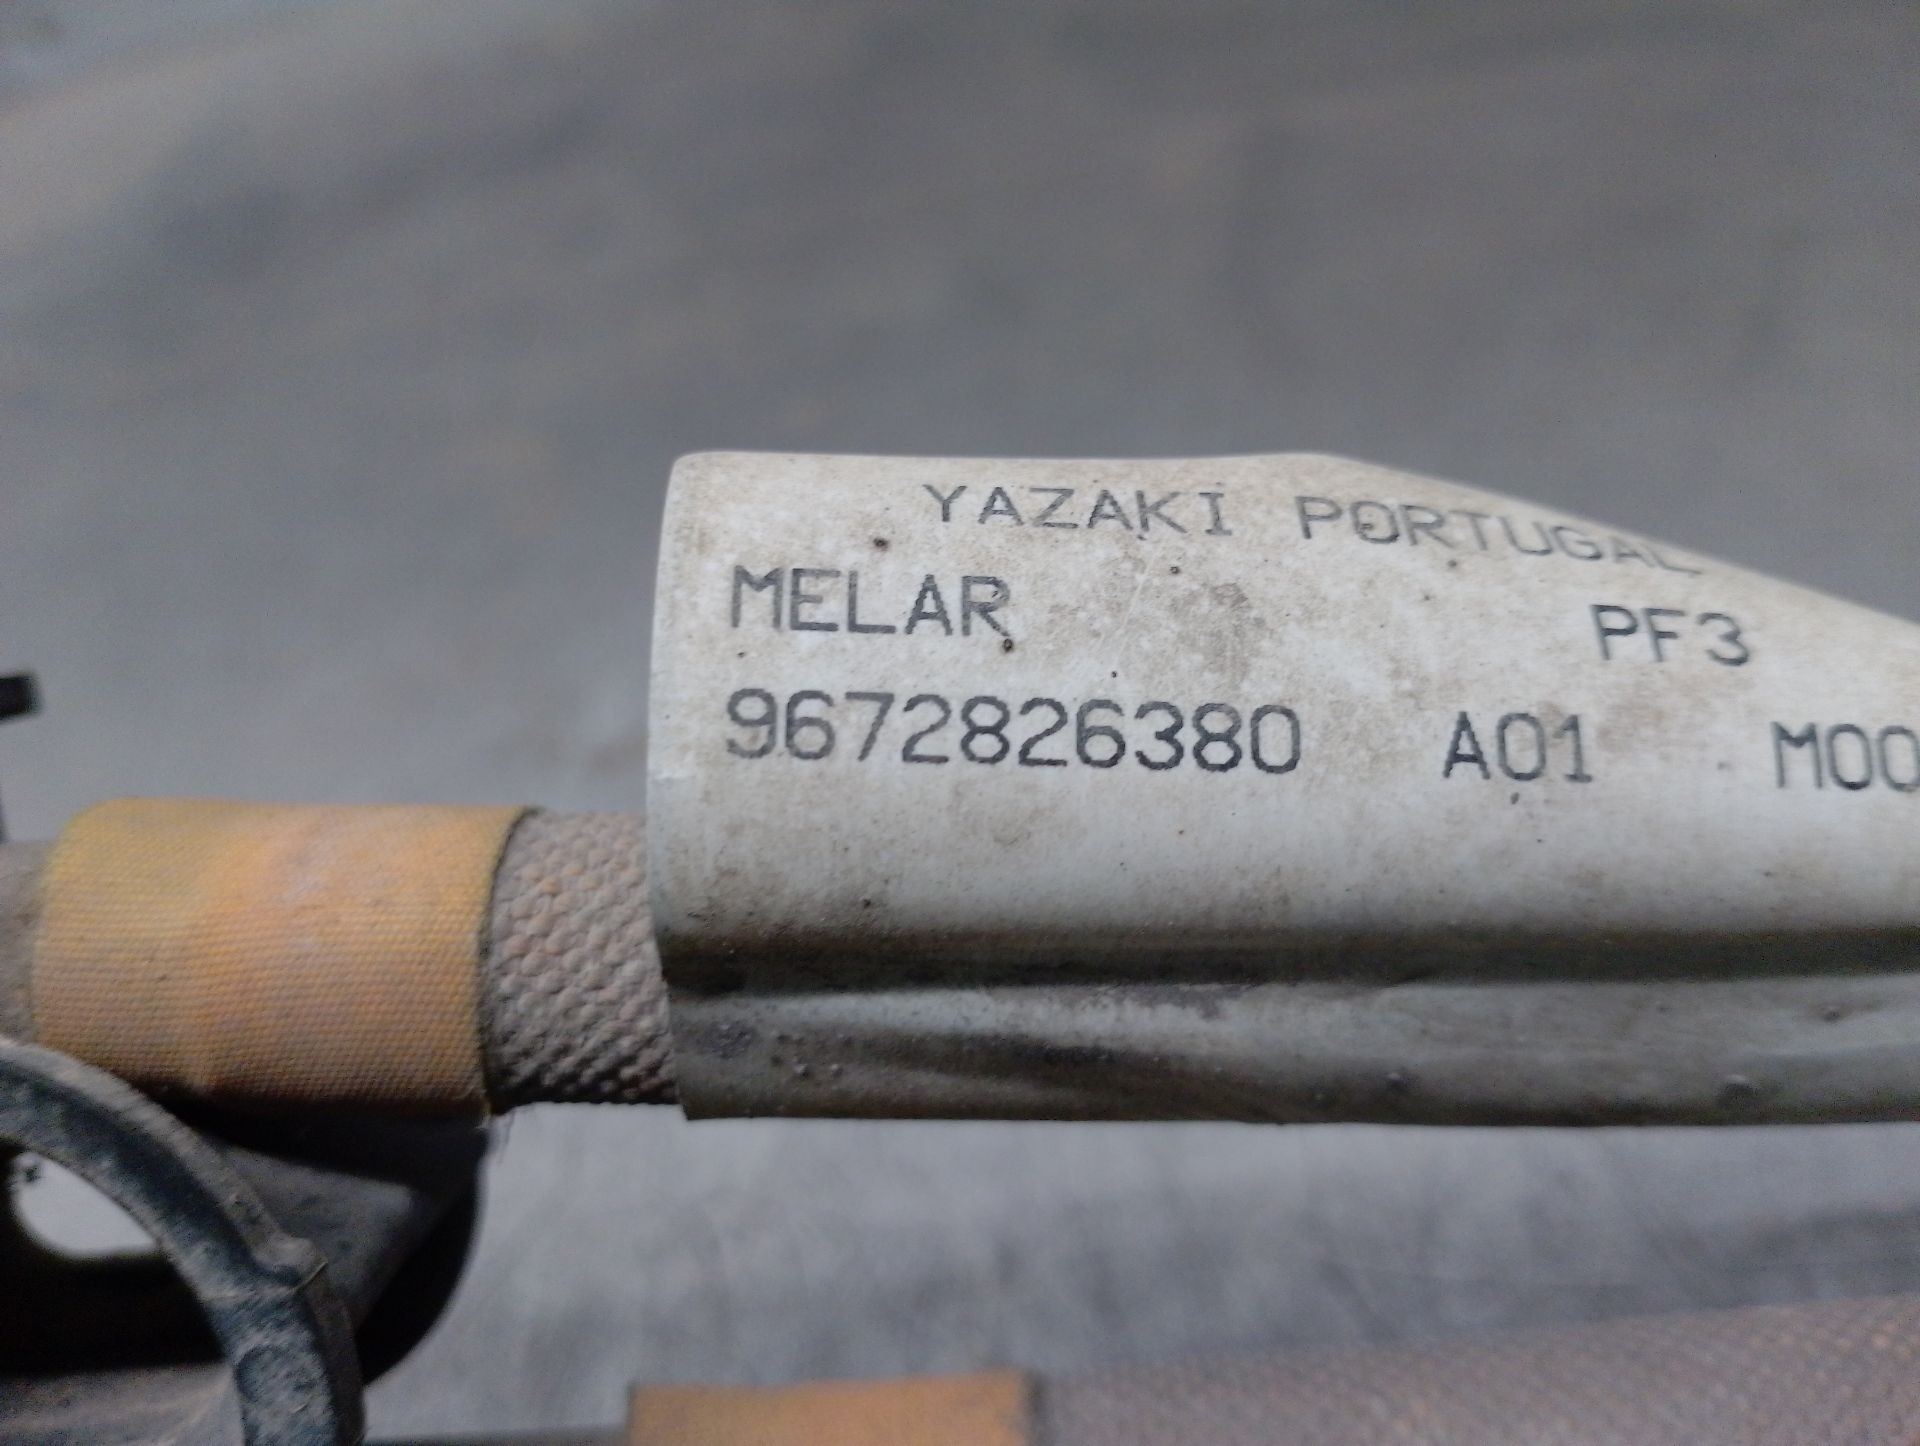 YAZAKI PORTUGAL
MELAR PF3
9672826380 A01 M00